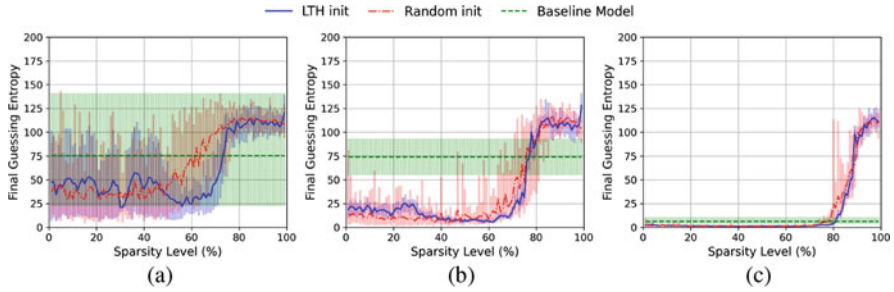 LTH init Random init Baseline Model
Final Guessing Entropy
200
175
150
125
100
75
50
25
0
0 20 40 60 80 100
Sparsity Level (%)
(a)
Final Guessing Entropy
200
175
150
125
100
75
50
25
0
0 20 40 60 80 100
Sparsity Level (%)
(b)
Final Guessing Entropy
200
175
150
125
100
75
50
25
0
0 20 40 60 80 100
Sparsity Level (%)
(c)